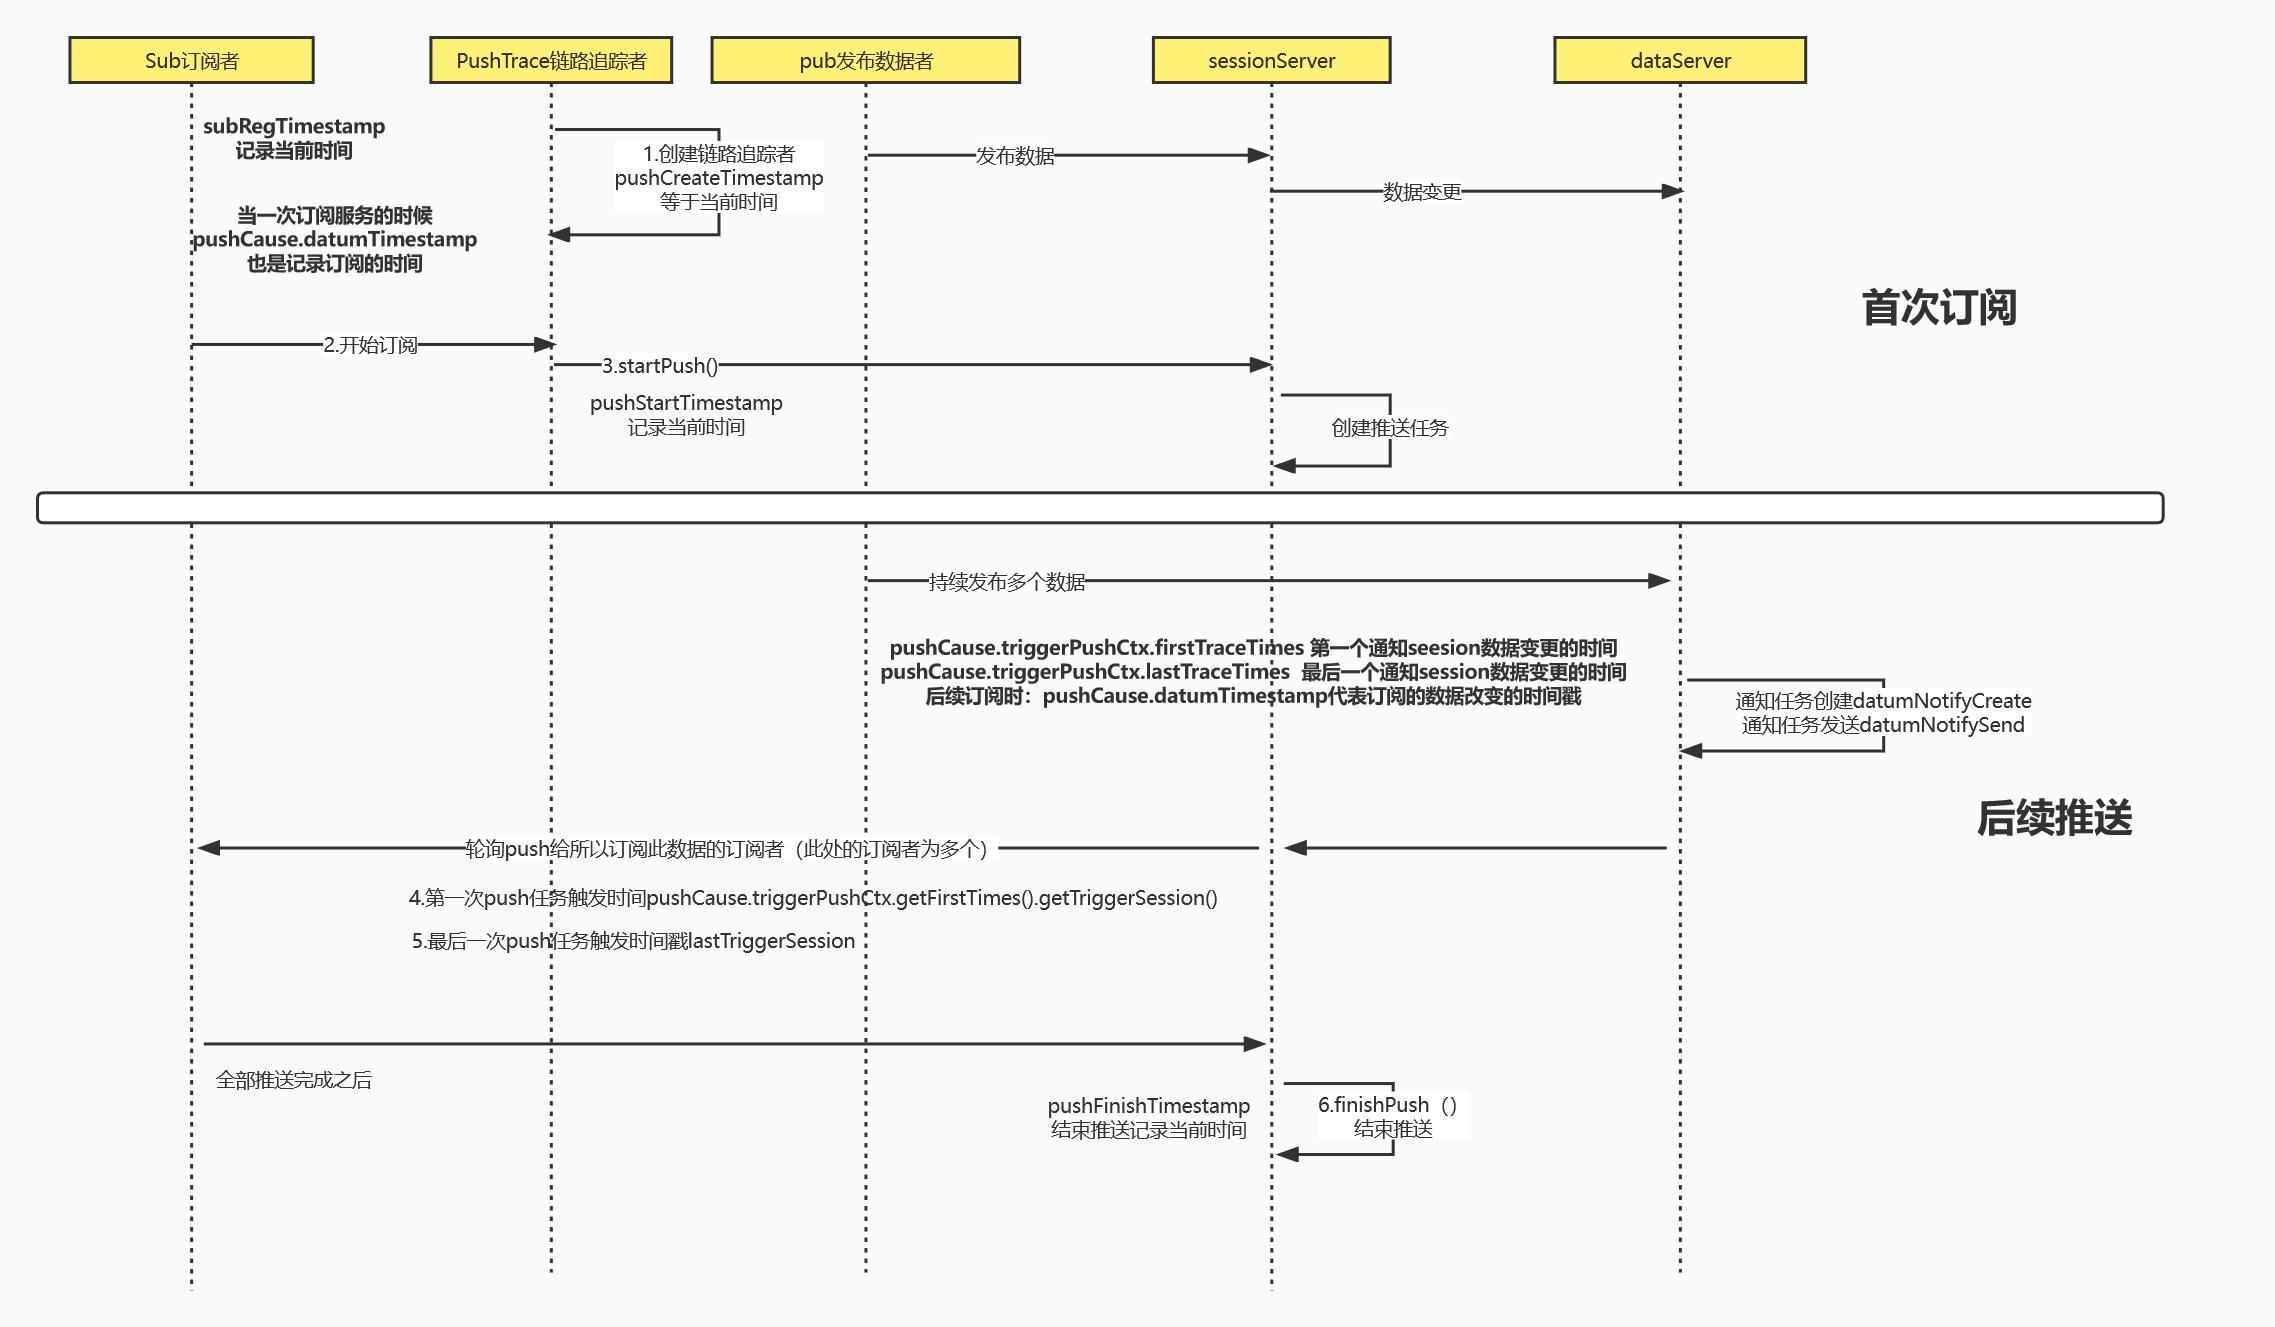 Sub订阅者
PushTrace链路追踪者
pub发布数据者
sessionServer
dataServer
subRegTimestamp
记录当前时间
1.创建链路追踪者
pushCreateTimestamp
等于当前时间
发布数据
数据变更
当一次订阅服务的时候
pushCause.datumTimestamp
也是记录订阅的时间
首次订阅
2.开始订阅
3.startPush()
pushStartTimestamp
记录当前时间
创建推送任务
持续发布多个数据
pushCause.triggerPushCtx.firstTraceTimes 第一个通知seesion数据变更的时间
pushCause.triggerPushCtx.lastTraceTimes  最后一个通知session数据变更的时间
后续订阅时：pushCause.datumTimestamp代表订阅的数据改变的时间戳
通知任务创建datumNotifyCreate
通知任务发送datumNotifySend
后续推送
轮询push给所以订阅此数据的订阅者（此处的订阅者为多个）
4.第一次push任务触发时间pushCause.triggerPushCtx.getFirstTimes().getTriggerSession()
5.最后一次push任务触发时间戳lastTriggerSession
全部推送完成之后
pushFinishTimestamp
结束推送记录当前时间
6.finishPush（）
结束推送